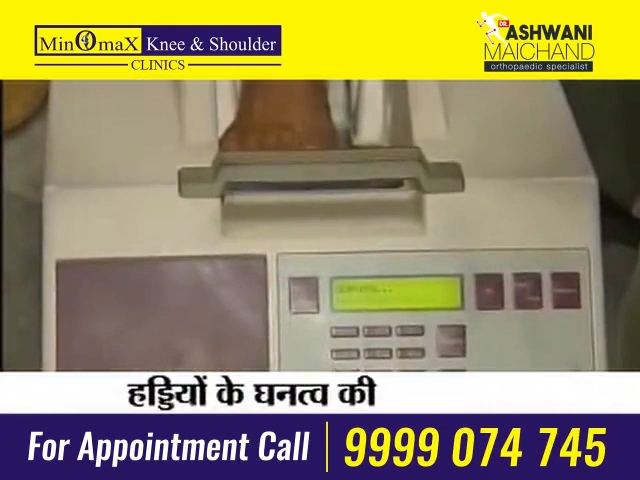 MinOmaX Knee & Shoulder
CLINICS
DR.
ASHWANI
MAICHAND
orthopaedic specialist
हड्डियों के घनत्व की
For Appointment Call 9999 074 745